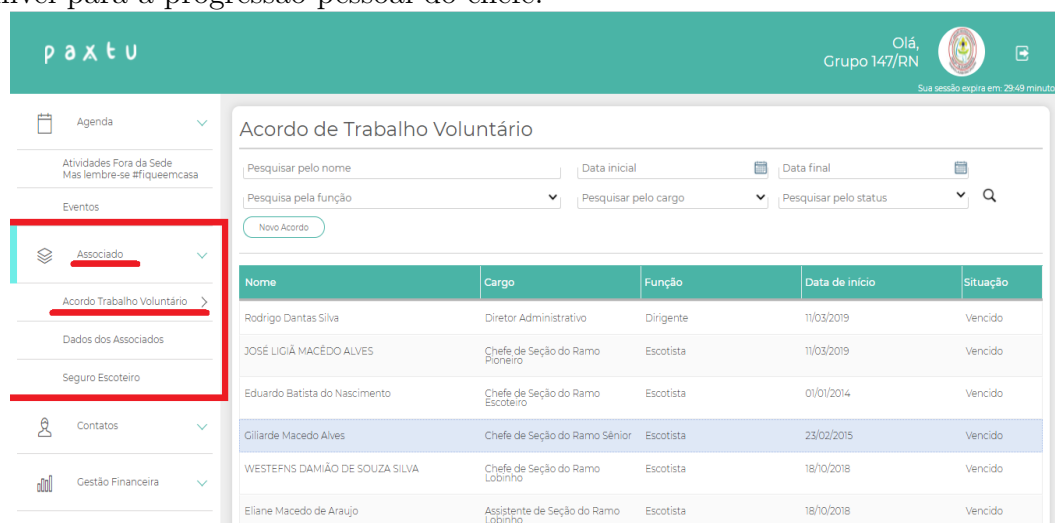 paxtu
Olá,
Grupo 147/RN
Sua sessão expira em: 29:49 minuto
Agenda
Atividades Fora da Sede
Mas lembre-se #fiqueemcasa
Eventos
Associado
Acordo Trabalho Voluntário
Dados dos Associados
Seguro Escoteiro
Contatos
Gestão Financeira
Acordo de Trabalho Voluntário
Pesquisar pelo nome Data inicial Data final
Pesquisa pela função Pesquisar pelo cargo Pesquisar pelo status
Novo Acordo
Nome Cargo Função Data de início Situação
Rodrigo Dantas Silva Diretor Administrativo Dirigente 11/03/2019 Vencido
JOSÉ LIGIÃ MACÊDO ALVES Chefe de Seção do Ramo Pioneiro Escotista 11/03/2019 Vencido
Eduardo Batista do Nascimento Chefe de Seção do Ramo Escoteiro Escotista 01/01/2014 Vencido
Giliarde Macedo Alves Chefe de Seção do Ramo Sênior Escotista 23/02/2015 Vencido
WESTEFNS DAMIÃO DE SOUZA SILVA Chefe de Seção do Ramo Lobinho Escotista 18/10/2018 Vencido
Eliane Macedo de Araujo Assistente de Seção do Ramo Lobinho Escotista 18/10/2018 Vencido